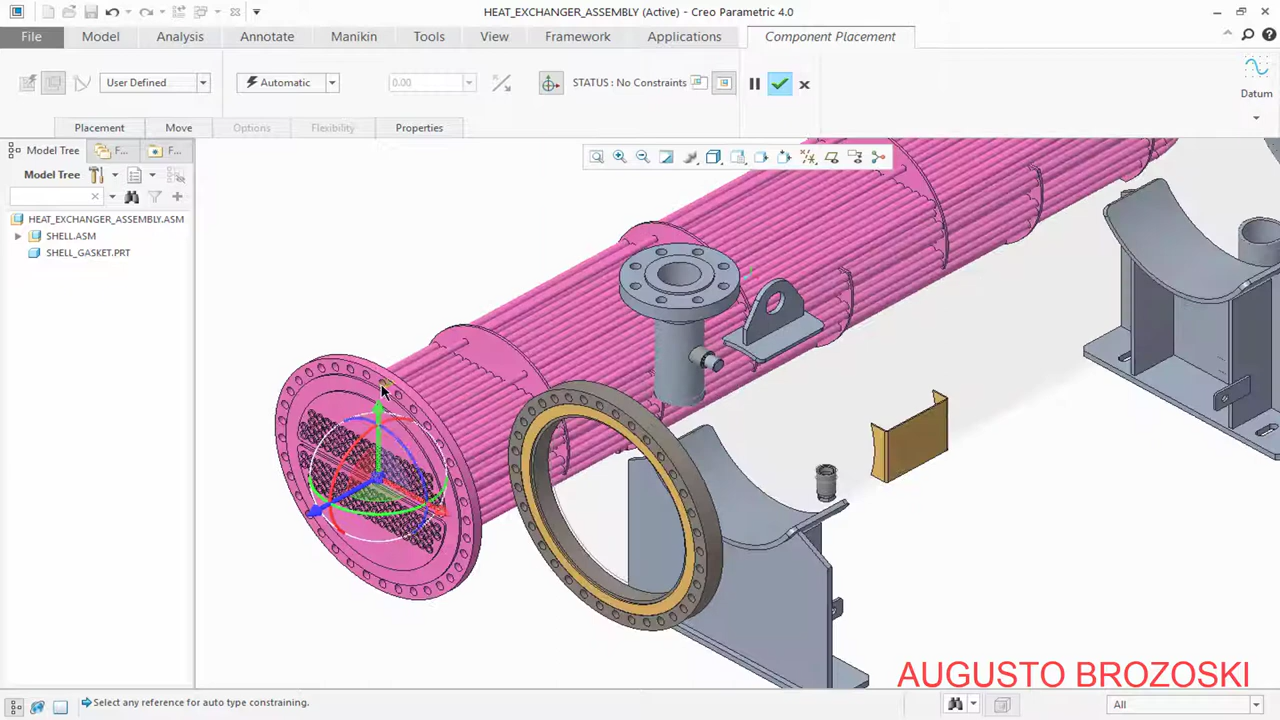 HEAT_EXCHANGER_ASSEMBLY (Active) - Creo Parametric 4.0
File Model Analysis Annotate Manikin Tools View Framework Applications Component Placement
User Defined Automatic 0.00 STATUS : No Constraints
Datum
Placement Move Options Flexibility Properties
Model Tree F... F...
Model Tree
HEAT_EXCHANGER_ASSEMBLY.ASM
SHELL.ASM
SHELL_GASKET.PRT
AUGUSTO BROZOSKI
Select any reference for auto type constraining.
All